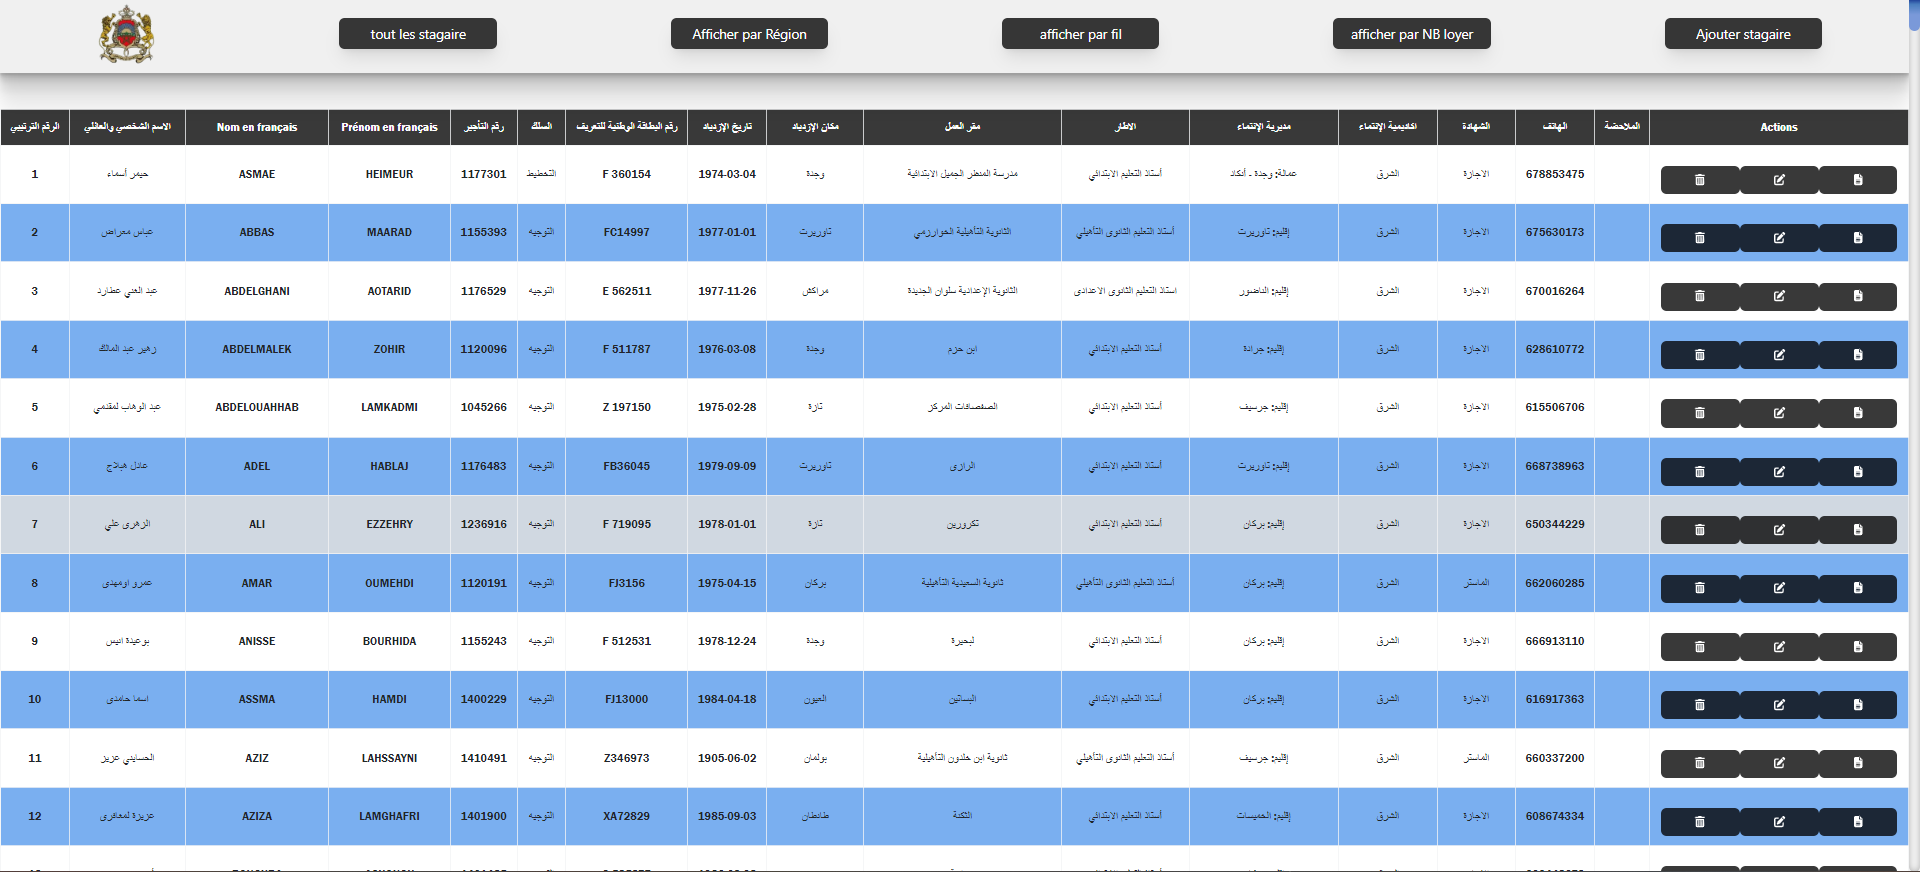 tout les stagaire
Afficher par Région
afficher par fil
afficher par NB loyer
Ajouter stagaire
الرقم الترتيبي الاسم الشخصي والعائلي Nom en français Prénom en français رقم التأجير السلك رقم البطاقة الوطنية للتعريف تاريخ الإزدياد مكان الإزدياد مقر العمل الاطار مديرية الإنتماء اكاديمية الإنتماء الشهادة الهاتف الملاحضة Actions
1 حيمر أسماء ASMAE HEIMEUR 1177301 التخطيط F 360154 1974-03-04 وجدة مدرسة المنظر الجميل الابتدائية أستاذ التعليم الابتدائي عمالة: وجدة - أنكاد الشرق الاجازة 678853475
2 عباس معراض ABBAS MAARAD 1155393 التوجيه FC14997 1977-01-01 تاوريرت الثانوية التأهيلية الخوارزمي أستاذ التعليم الثانوي التأهيلي إقليم: تاوريرت الشرق الاجازة 675630173
3 عبد الغني عطارد ABDELGHANI AOTARID 1176529 التوجيه E 562511 1977-11-26 مراكش الثانوية الإعدادية سلوان الجديدة استاذ التعليم الثانوي الاعدادي إقليم: الناضور الشرق الاجازة 670016264
4 زهير عبد المالك ABDELMALEK ZOHIR 1120096 التوجيه F 511787 1976-03-08 وجدة ابن حزم أستاذ التعليم الابتدائي إقليم: جرادة الشرق الاجازة 628610772
5 عبد الوهاب لمقدمي ABDELOUAHHAB LAMKADMI 1045266 التوجيه Z 197150 1975-02-28 تازة الصفصافات المركز أستاذ التعليم الابتدائي إقليم: جرسيف الشرق الاجازة 615506706
6 عادل هبلاج ADEL HABLAJ 1176483 التوجيه FB36045 1979-09-09 تاوريرت الرازي أستاذ التعليم الابتدائي إقليم: تاوريرت الشرق الاجازة 668738963
7 الزهري علي ALI EZZEHRY 1236916 التوجيه F 719095 1978-01-01 تازة تكرورين أستاذ التعليم الابتدائي إقليم: بركان الشرق الاجازة 650344229
8 عمرو اومهدي AMAR OUMEHDI 1120191 التوجيه FJ3156 1975-04-15 بركان ثانوية السعيدية التأهيلية أستاذ التعليم الثانوي التأهيلي إقليم: بركان الشرق الماستر 662060285
9 بوعيدة انيس ANISSE BOURHIDA 1155243 التوجيه F 512531 1978-12-24 وجدة لبحيرة أستاذ التعليم الابتدائي إقليم: بركان الشرق الاجازة 666913110
10 اسما حامدي ASSMA HAMDI 1400229 التوجيه FJ13000 1984-04-18 العيون البساتين أستاذ التعليم الابتدائي إقليم: بركان الشرق الاجازة 616917363
11 الحسايني عزيز AZIZ LAHSSAYNI 1410491 التوجيه Z346973 1905-06-02 بولمان ثانوية ابن خلدون التأهيلية أستاذ التعليم الثانوي التأهيلي إقليم: جرسيف الشرق الماستر 660337200
12 عزيزة لمغافري AZIZA LAMGHAFRI 1401900 التوجيه XA72829 1985-09-03 طانطان الثكنة أستاذ التعليم الابتدائي إقليم: الخميسات الشرق الاجازة 608674334